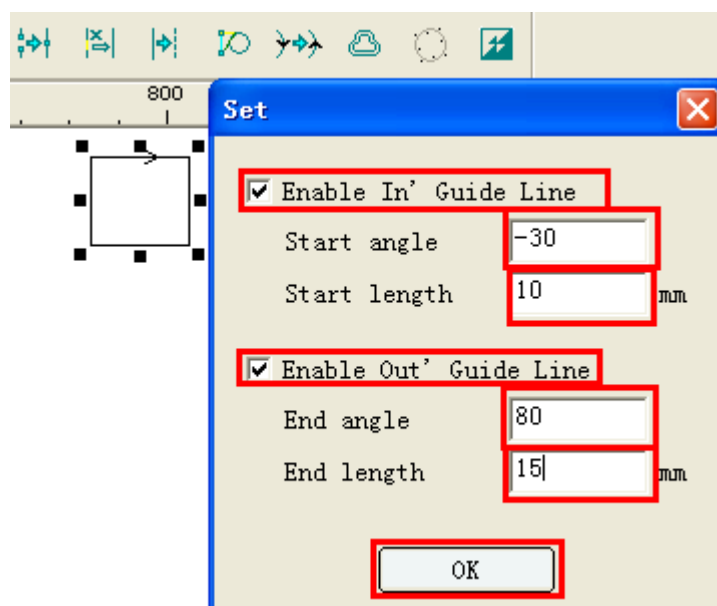 800
Set
Enable In' Guide Line
Start angle -30
Start length 10 mm
Enable Out' Guide Line
End angle 80
End length 15 mm
OK